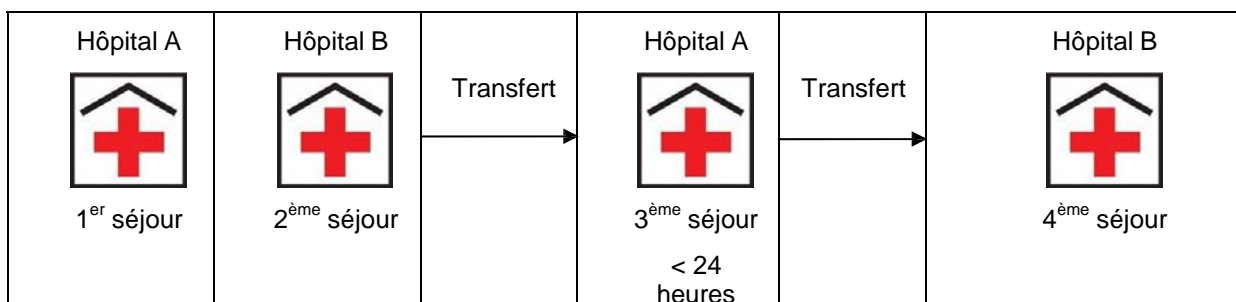 Hôpital A
1er séjour
Hôpital B
2ème séjour
Transfert
Hôpital A
3ème séjour
< 24
heures
Transfert
Hôpital B
4ème séjour